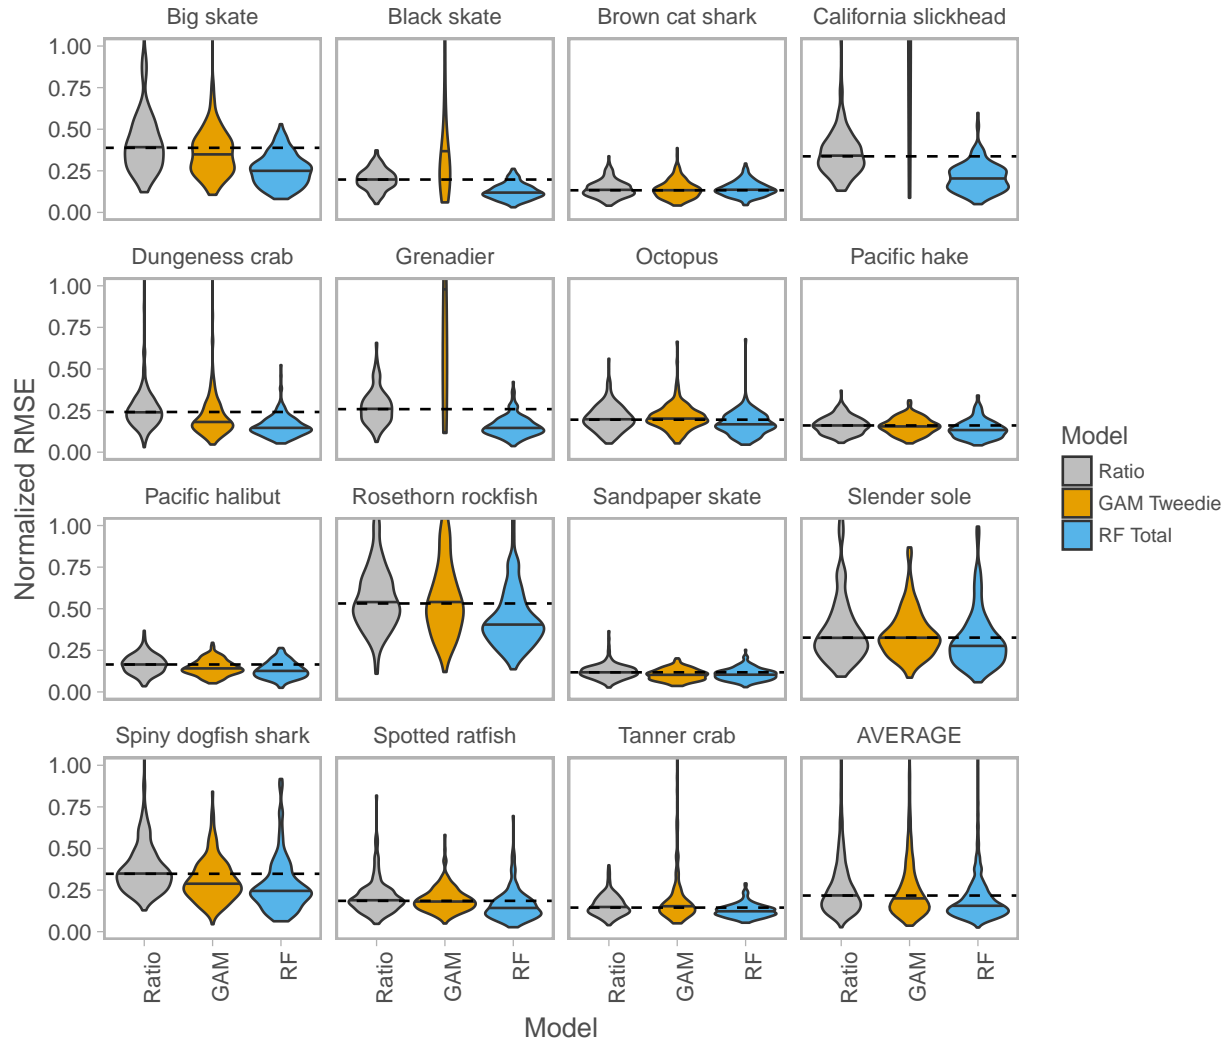 Big skate Black skate Brown cat shark California slickhead
1.00
0.75
0.50
0.25
0.00
Dungeness crab Grenadier Octopus Pacific hake
1.00
0.75
0.50
0.25
0.00
Pacific halibut Rosethorn rockfish Sandpaper skate Slender sole
1.00
0.75
0.50
0.25
0.00
Spiny dogfish shark Spotted ratfish Tanner crab AVERAGE
1.00
0.75
0.50
0.25
0.00
Normalized RMSE
Ratio GAM RF Ratio GAM RF Ratio GAM RF Ratio GAM RF
Model
Model
Ratio
GAM Tweedie
RF Total